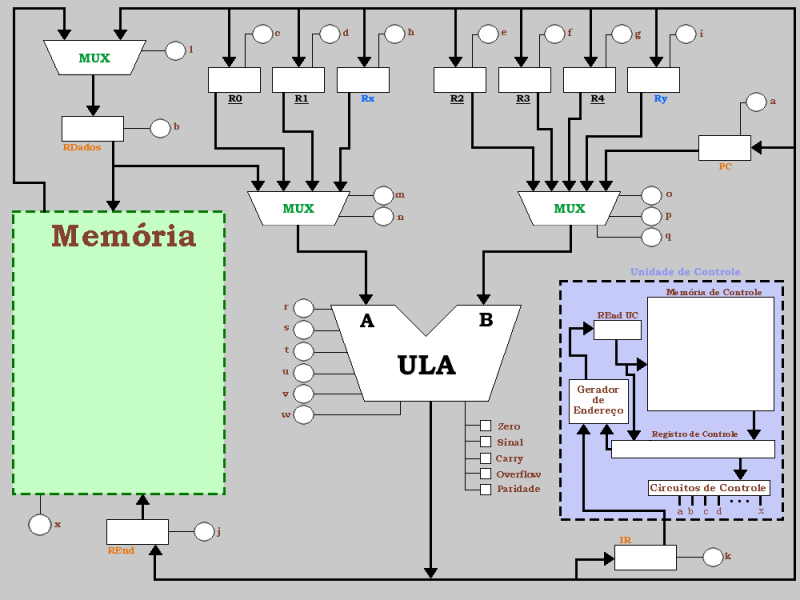 c
d
h
e
f
g
i
MUX
l
R0
R1
Rx
R2
R3
R4
Ry
a
b
RDados
PC
MUX
m
n
MUX
o
p
q
Memória
Unidade de Controle
Memória de Controle
r
s
t
u
v
w
A
B
ULA
REnd UC
Gerador
de
Endereço
Registro de Controle
Zero
Sinal
Carry
Overflow
Paridade
Circuitos de Controle
a b c d ... x
x
REnd
j
IR
k